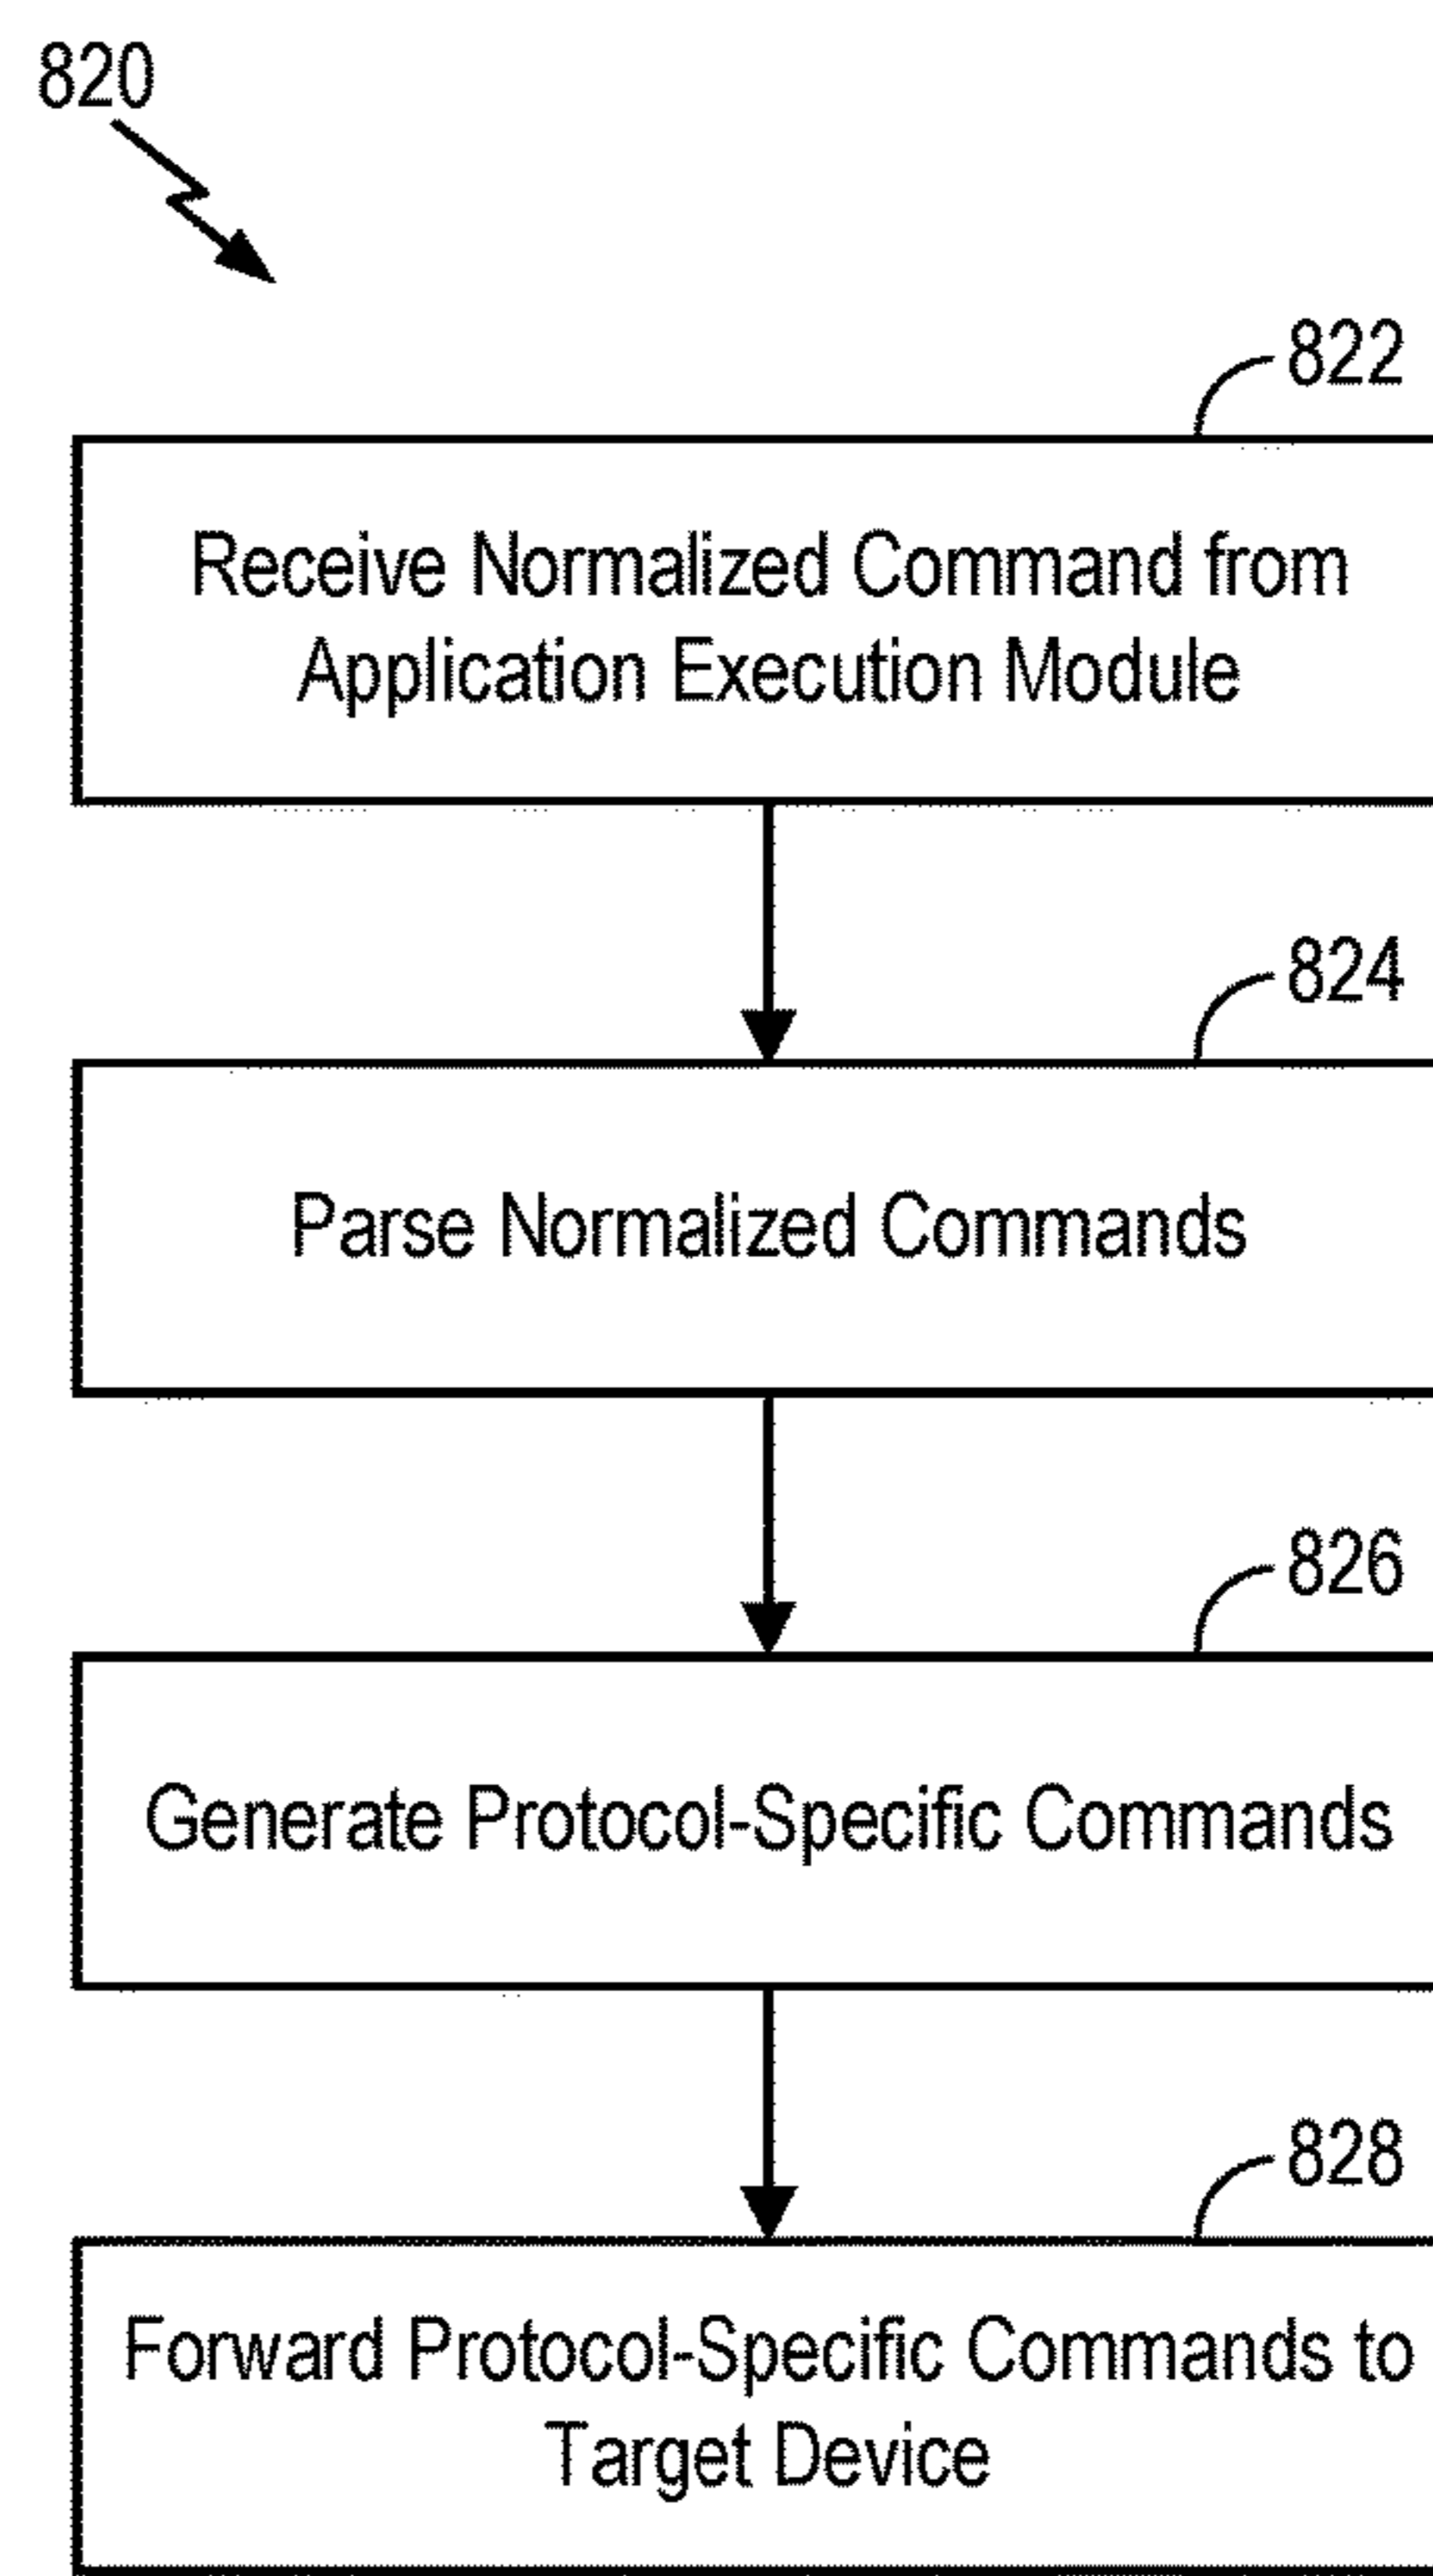 820
822
Receive Normalized Command from
Application Execution Module
824
Parse Normalized Commands
826
Generate Protocol-Specific Commands
828
Forward Protocol-Specific Commands to
Target Device